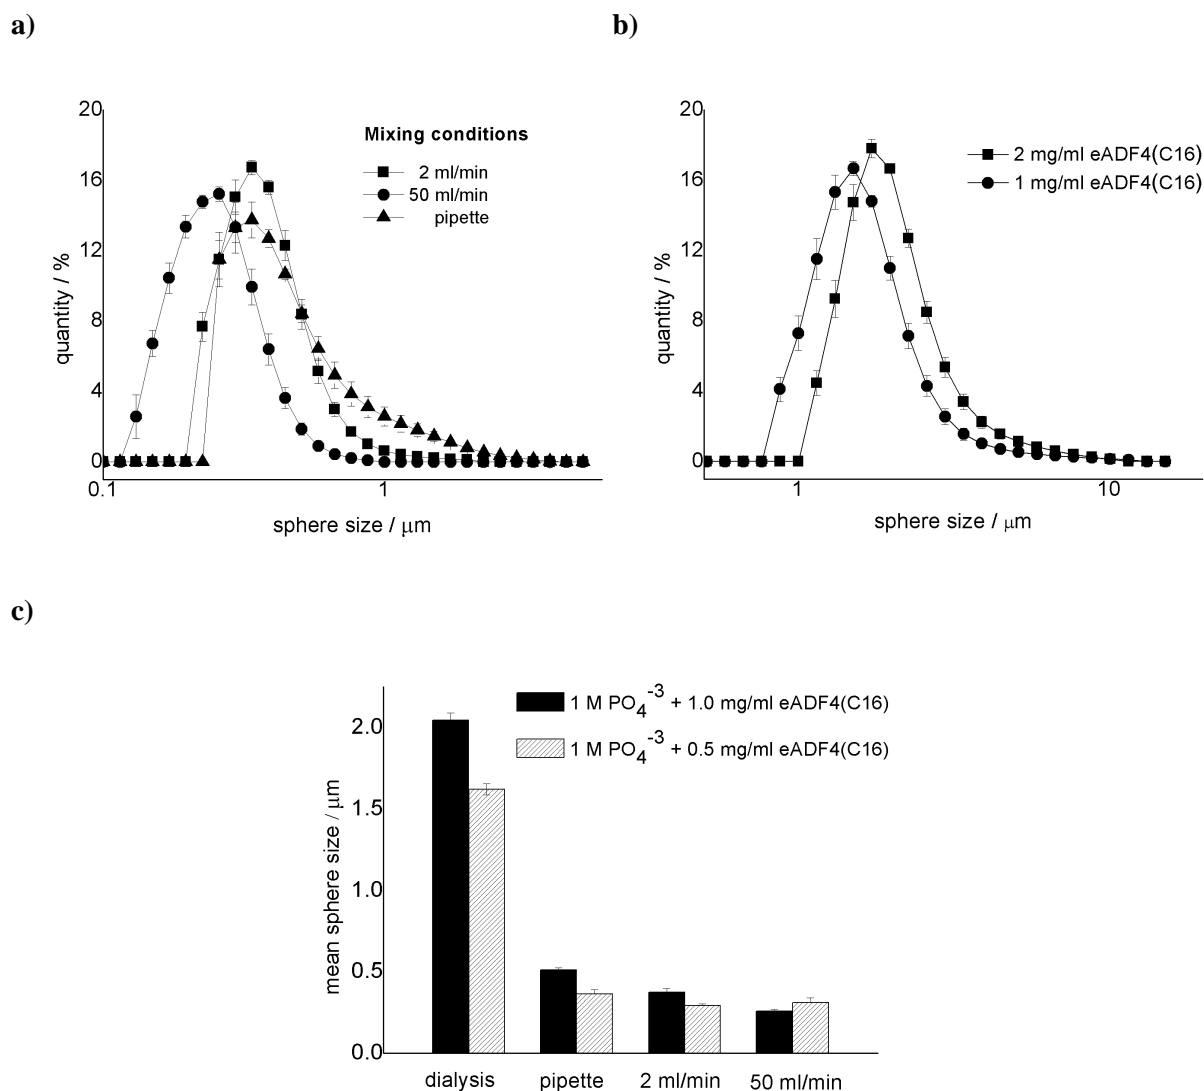 a)
20
16
12
8
4
0
quantity / %
0.1
1
sphere size / μm
Mixing conditions
2 ml/min
50 ml/min
pipette
b)
20
16
12
8
4
0
quantity / %
1
10
sphere size / μm
2 mg/ml eADF4(C16)
1 mg/ml eADF4(C16)
c)
2.0
1.5
1.0
0.5
0.0
mean sphere size / μm
1 M PO₄⁻³ + 1.0 mg/ml eADF4(C16)
1 M PO₄⁻³ + 0.5 mg/ml eADF4(C16)
dialysis
pipette
2 ml/min
50 ml/min